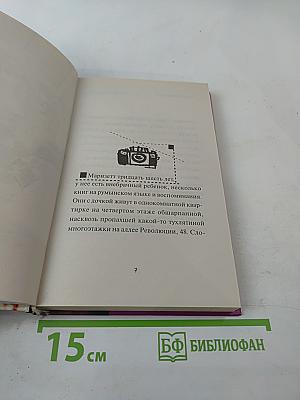 Маризетт тридцать шесть лет,
у нее есть внебрачный ребенок, несколько
книг на румынском языке и воспоминания.
Они с дочкой живут в однокомнатной квар-
тирке на четвертом этаже обшарпанной,
насквозь пропахшей какой-то тухлятиной
многоэтажки на аллее Революции, 48. Сло-
7
15 см
БФ БИБЛИОФАН